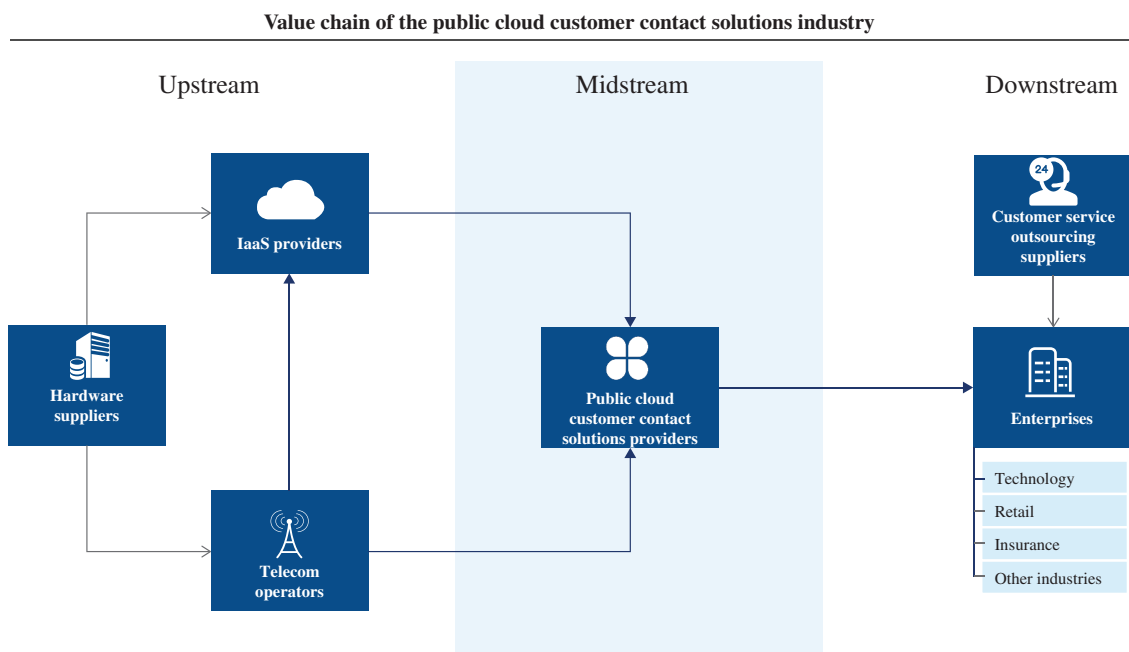 Value chain of the public cloud customer contact solutions industry
Upstream
Midstream
Downstream
IaaS providers
24
Customer service
outsourcing
suppliers
Hardware
suppliers
Public cloud
customer contact
solutions providers
Enterprises
Technology
Retail
Insurance
Other industries
Telecom
operators